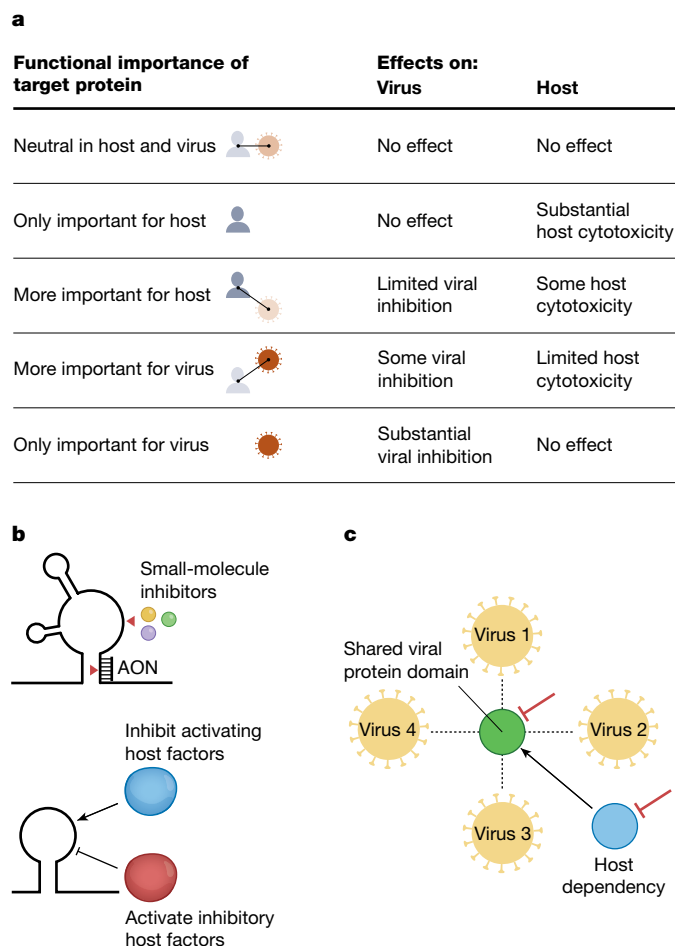 a
Functional importance of
target protein
Effects on:
Virus
Host
Neutral in host and virus
No effect
No effect
Only important for host
No effect
Substantial
host cytotoxicity
More important for host
Limited viral
inhibition
Some host
cytotoxicity
More important for virus
Some viral
inhibition
Limited host
cytotoxicity
Only important for virus
Substantial
viral inhibition
No effect
b
Small-molecule
inhibitors
AON
Inhibit activating
host factors
Activate inhibitory
host factors
c
Virus 1
Shared viral
protein domain
Virus 4
Virus 2
Virus 3
Host
dependency